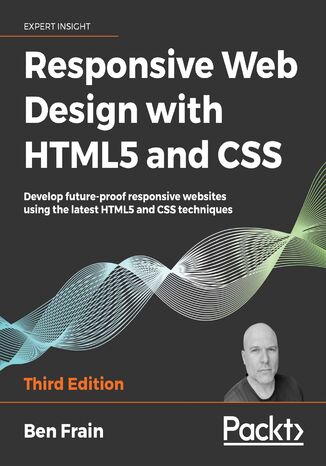 EXPERT INSIGHT
Responsive Web
Design with
HTML5 and CSS
Develop future-proof responsive websites
using the latest HTML5 and CSS techniques
Third Edition
Ben Frain
Packt>